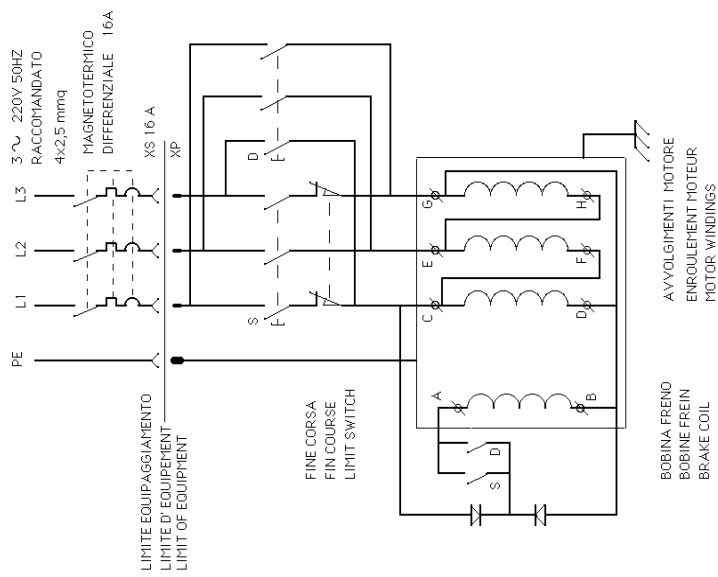 3 ~ 220V 50HZ
RACCOMANDATO
4x2,5 mmq
MAGNETOTERMICO
DIFFERENZIALE 16A
XS 16 A
XP
PE
L1
L2
L3
S
D
LIMITE EQUIPAGGIAMENTO
LIMITE D' EQUIPEMENT
LIMIT OF EQUIPMENT
FINE CORSA
FIN COURSE
LIMIT SWITCH
A
C
E
G
B
D
F
H
S
D
BOBINA FRENO
BOBINE FREIN
BRAKE COIL
AVVOLGIMENTI MOTORE
ENROULEMENT MOTEUR
MOTOR WINDINGS